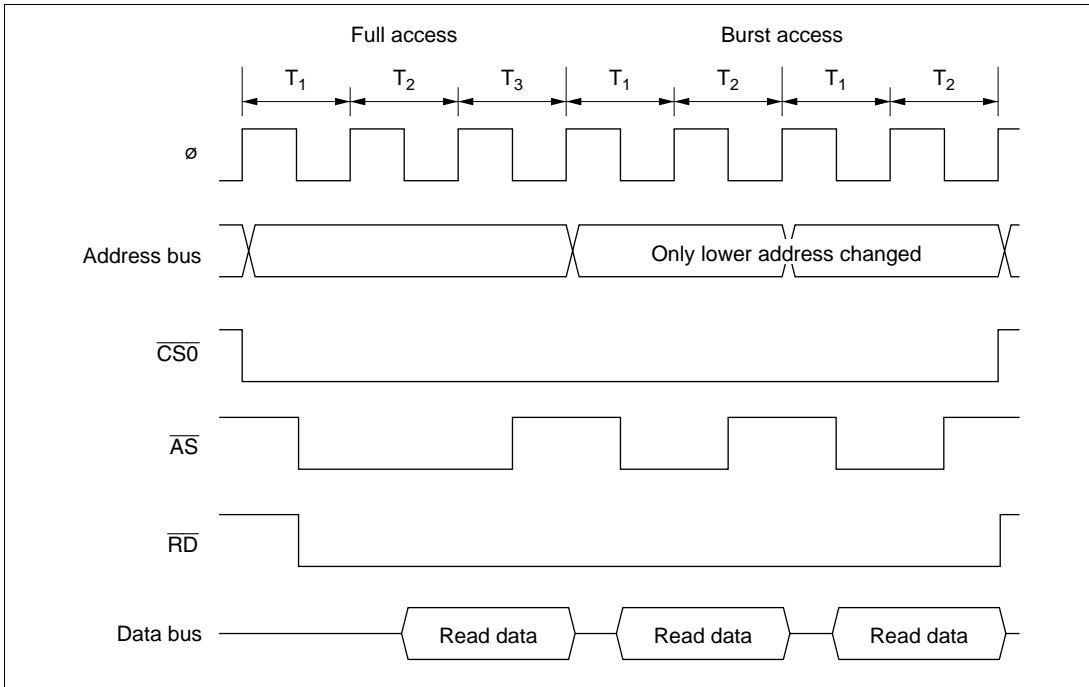 Full access Burst access
T1 T2 T3 T1 T2 T1 T2
ø
Address bus Only lower address changed
CS0
AS
RD
Data bus Read data Read data Read data